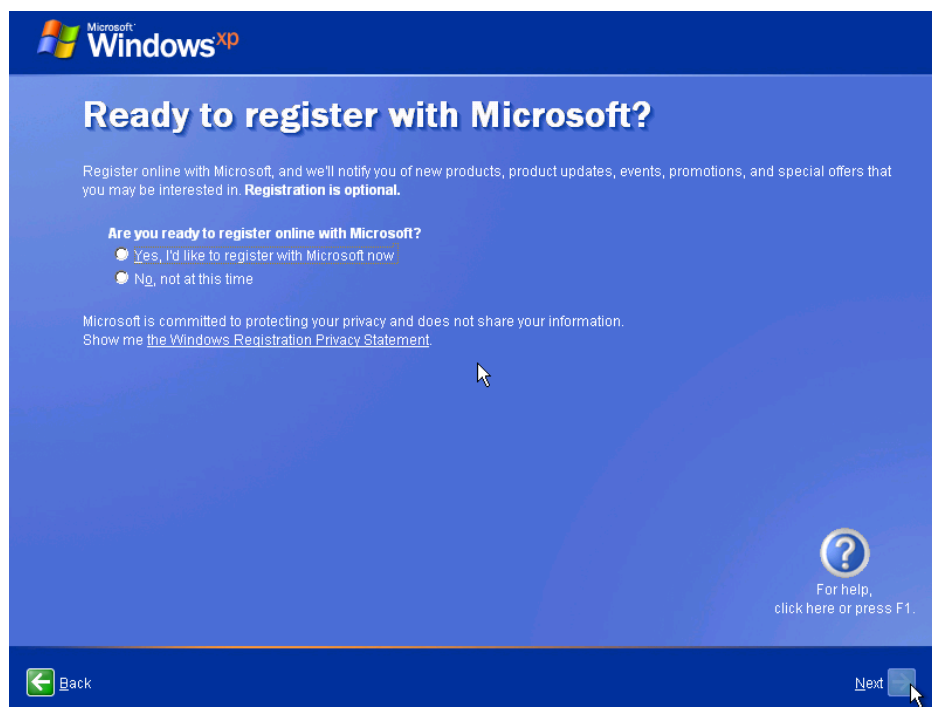 Microsoft
Windows xp
Ready to register with Microsoft?
Register online with Microsoft, and we'll notify you of new products, product updates, events, promotions, and special offers that
you may be interested in. Registration is optional.
Are you ready to register online with Microsoft?
Yes, I'd like to register with Microsoft now
No, not at this time
Microsoft is committed to protecting your privacy and does not share your information.
Show me the Windows Registration Privacy Statement.
For help,
click here or press F1.
Back
Next